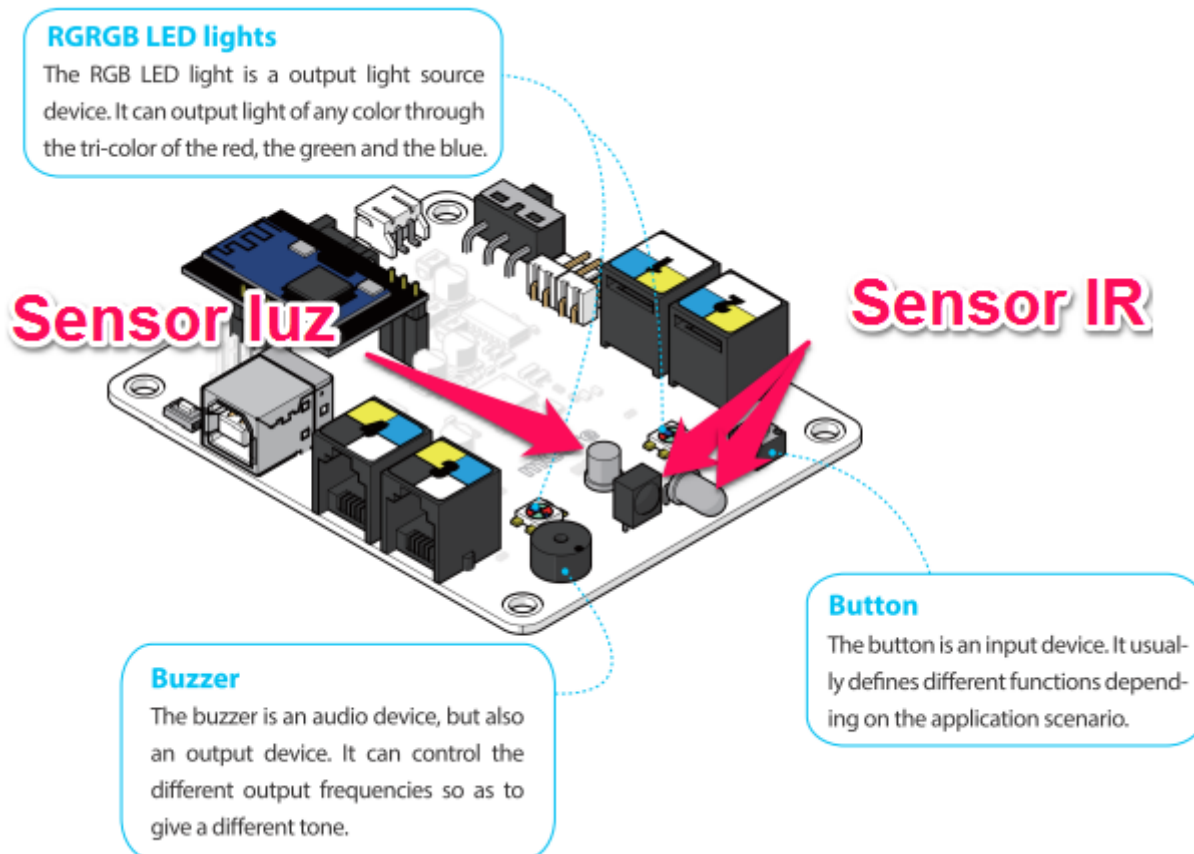 RGRGB LED lights
The RGB LED light is a output light source
device. It can output light of any color through
the tri-color of the red, the green and the blue.
Sensor luz
Sensor IR
Buzzer
The buzzer is an audio device, but also
an output device. It can control the
different output frequencies so as to
give a different tone.
Button
The button is an input device. It usual-
ly defines different functions depend-
ing on the application scenario.